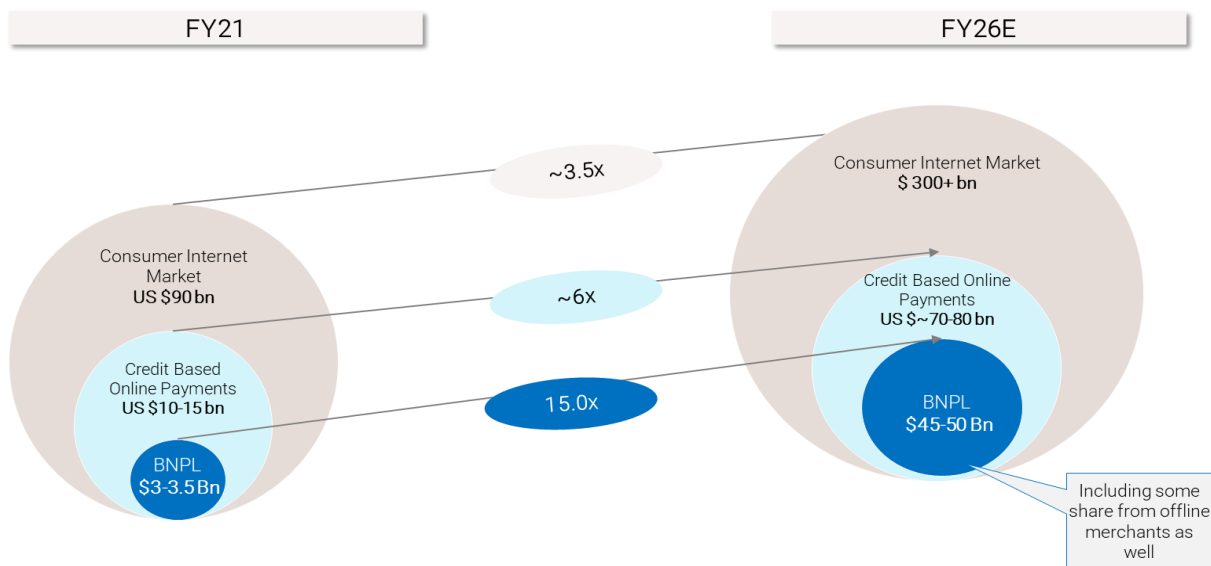 FY21
FY26E
~3.5x
Consumer Internet Market
$ 300+ bn
Consumer Internet
Market
US $90 bn
~6x
Credit Based Online
Payments
US $~70-80 bn
Credit Based
Online Payments
US $10-15 bn
15.0x
BNPL
$45-50 Bn
BNPL
$3-3.5 Bn
Including some
share from offline
merchants as
well